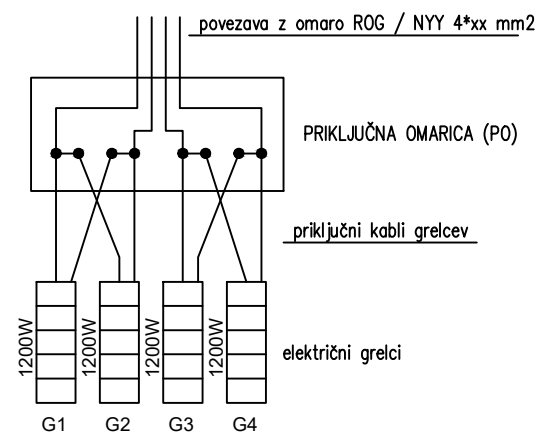 povezava z omaro ROG / NYY 4*xx mm2
PRIKLJUČNA OMARICA (PO)
priključni kabli grelcev
1200W
1200W
1200W
1200W
električni grelci
G1
G2
G3
G4